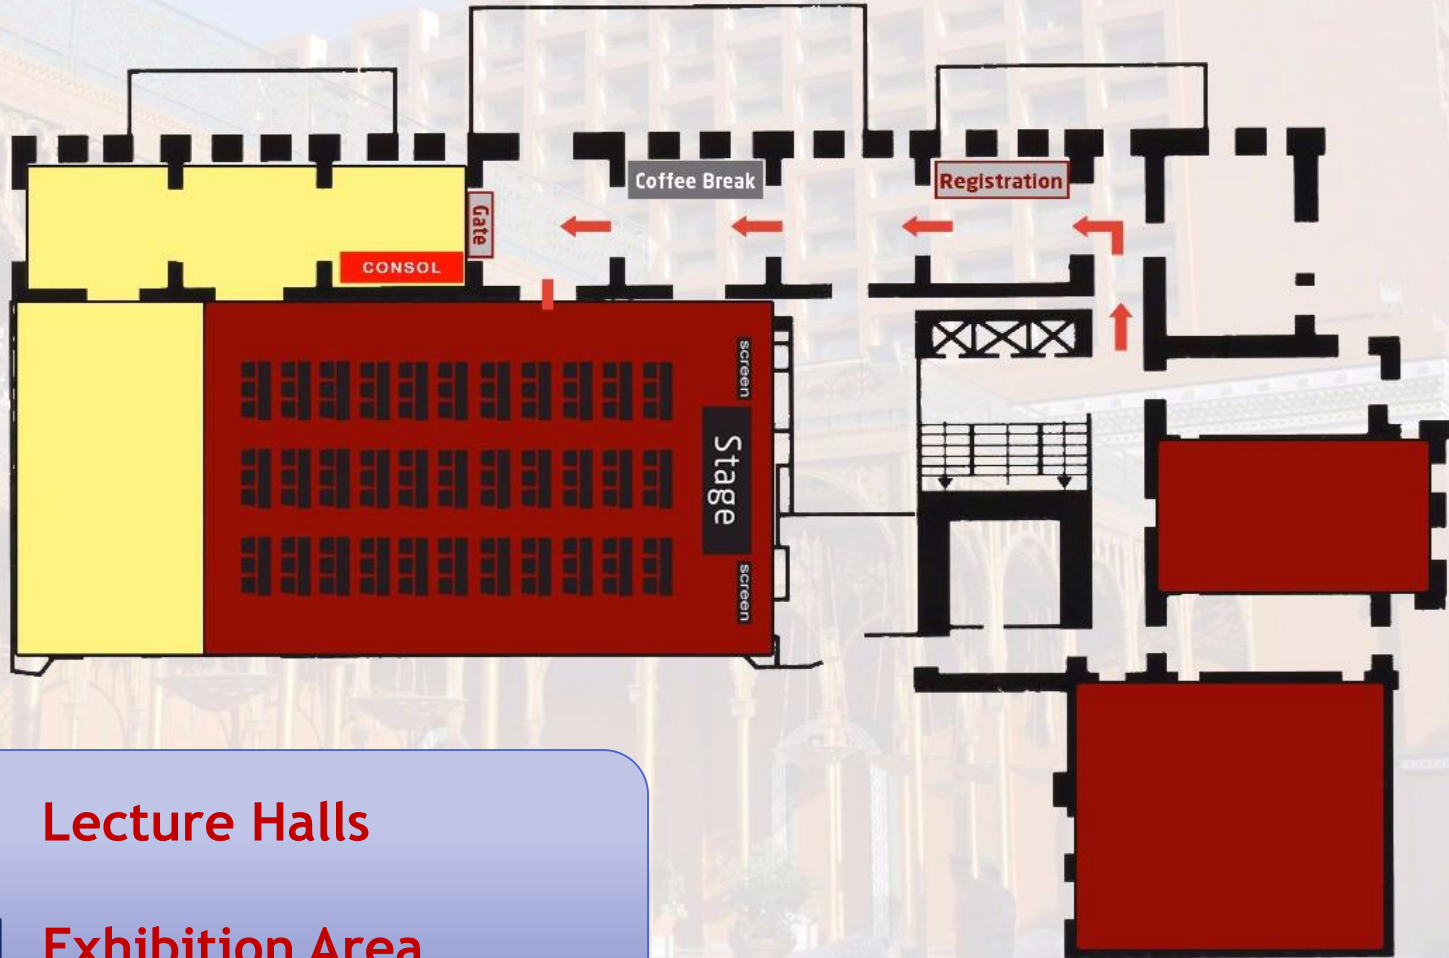 Coffee Break
Registration
Gate
CONSOL
screen
Stage
screen
Lecture Halls
Exhibition Area